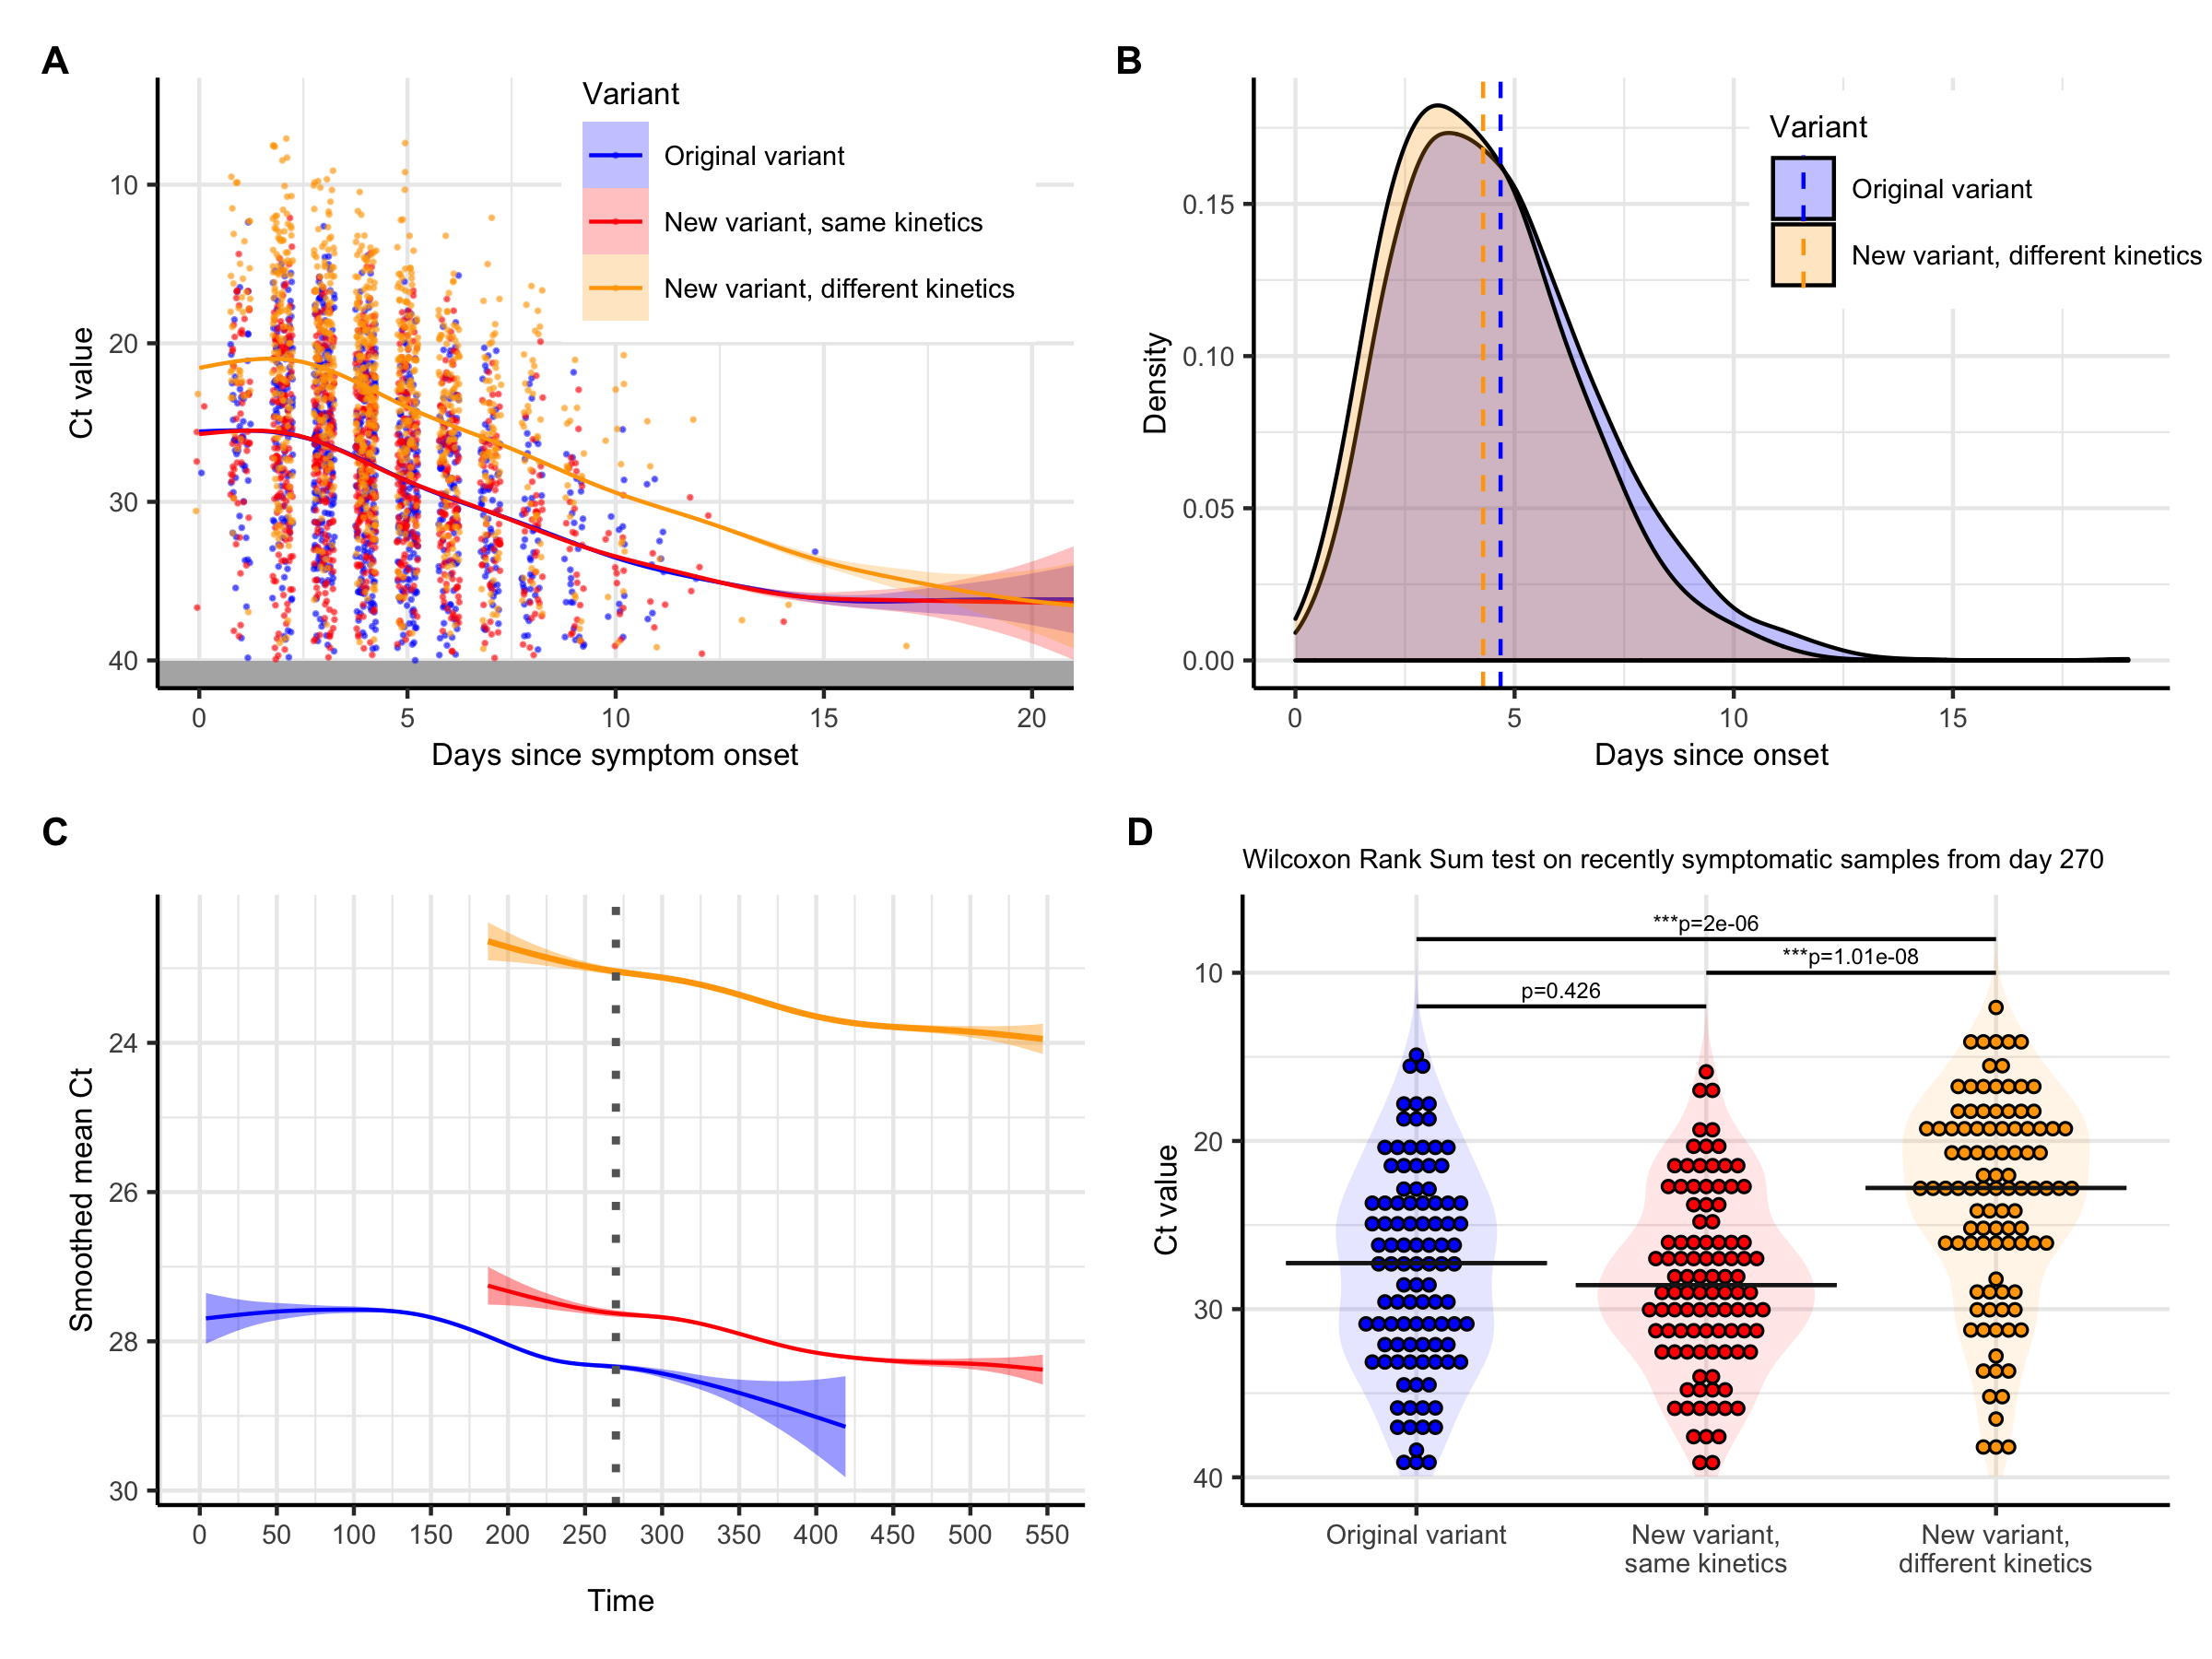 A
Variant
Original variant
New variant, same kinetics
New variant, different kinetics
10
20
30
40
Ct value
0 5 10 15 20
Days since symptom onset
B
Variant
Original variant
New variant, different kinetics
0.15
0.10
0.05
0.00
Density
0 5 10 15
Days since onset
C
24
26
28
30
Smoothed mean Ct
0 50 100 150 200 250 300 350 400 450 500 550
Time
D
Wilcoxon Rank Sum test on recently symptomatic samples from day 270
***p=2e-06
***p=1.01e-08
p=0.426
10
20
30
40
Ct value
Original variant
New variant,
same kinetics
New variant,
different kinetics